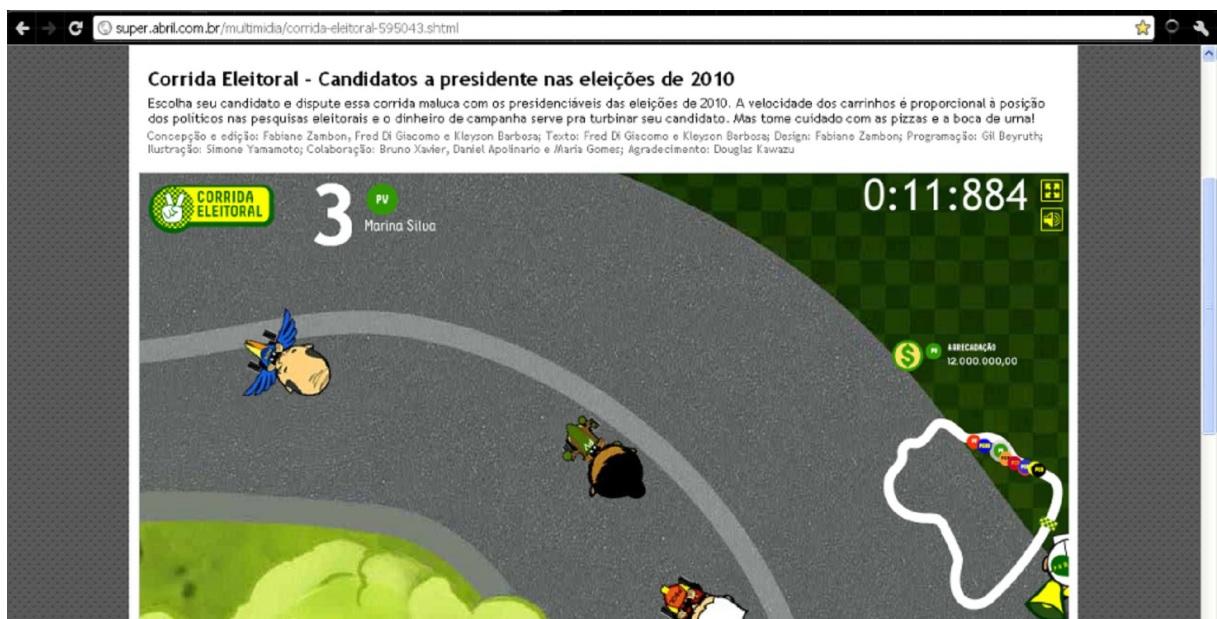 super.abril.com.br/multimidia/corrida-eleitoral-595043.shtml
Corrida Eleitoral - Candidatos a presidente nas eleições de 2010
Escolha seu candidato e dispute essa corrida maluca com os presidenciáveis das eleições de 2010. A velocidade dos carrinhos é proporcional à posição
dos políticos nas pesquisas eleitorais e o dinheiro de campanha serve pra turbinar seu candidato. Mas tome cuidado com as pizzas e a boca de urna!
Concepção e edição: Fabiane Zambon, Fred Di Giacomo e Kleyson Barbosa; Texto: Fred Di Giacomo e Kleyson Barbosa; Design: Fabiane Zambon; Programação: Gil Beyruth;
Ilustração: Simone Yamamoto; Colaboração: Bruno Xavier, Daniel Apolinario e Maria Gomes; Agradecimento: Douglas Kawazu
CORRIDA
ELEITORAL
3
PV
Marina Silva
0:11:884
$
PV
ARRECADAÇÃO
12.000.000,00
PV